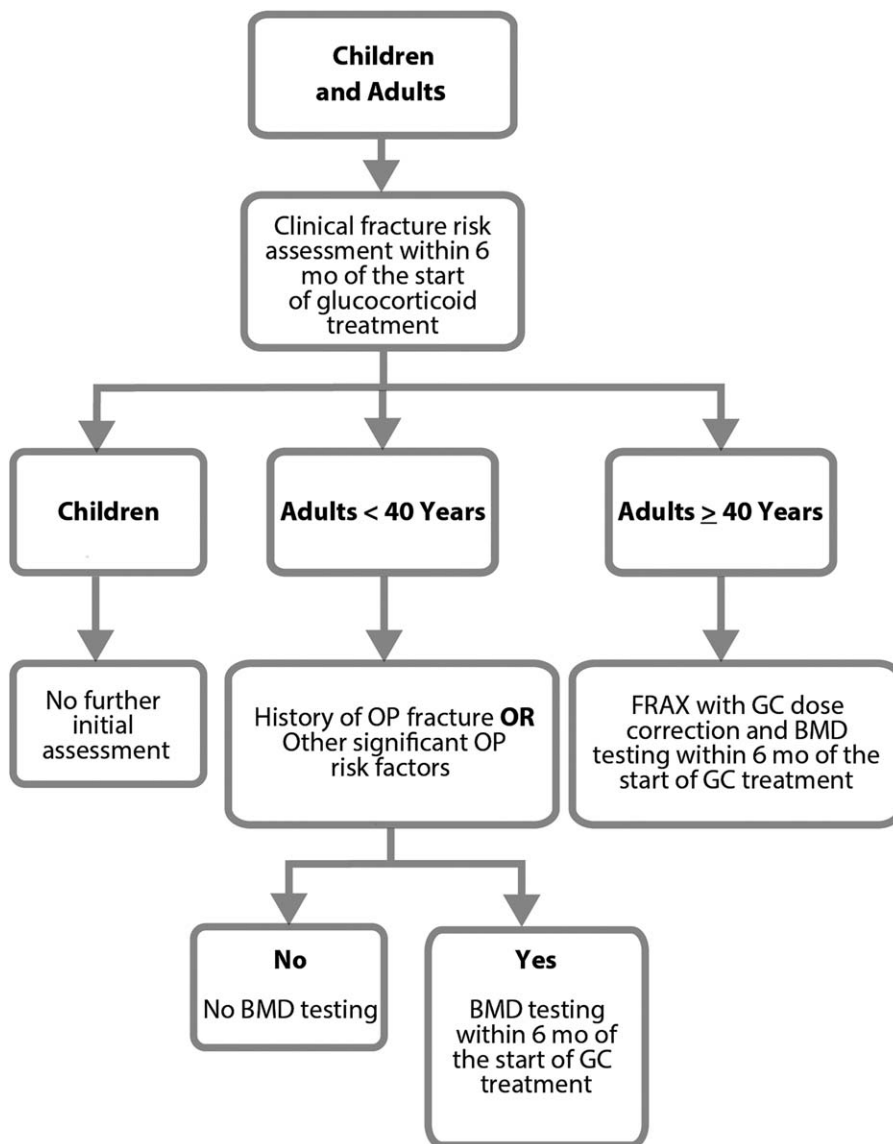 Children
and Adults
Clinical fracture risk
assessment within 6
mo of the start
of glucocorticoid
treatment
Children
Adults < 40 Years
Adults ≥ 40 Years
No further
initial
assessment
History of OP fracture OR
Other significant OP
risk factors
FRAX with GC dose
correction and BMD
testing within 6 mo of the
start of GC treatment
No
No BMD testing
Yes
BMD testing
within 6 mo of
the start of GC
treatment